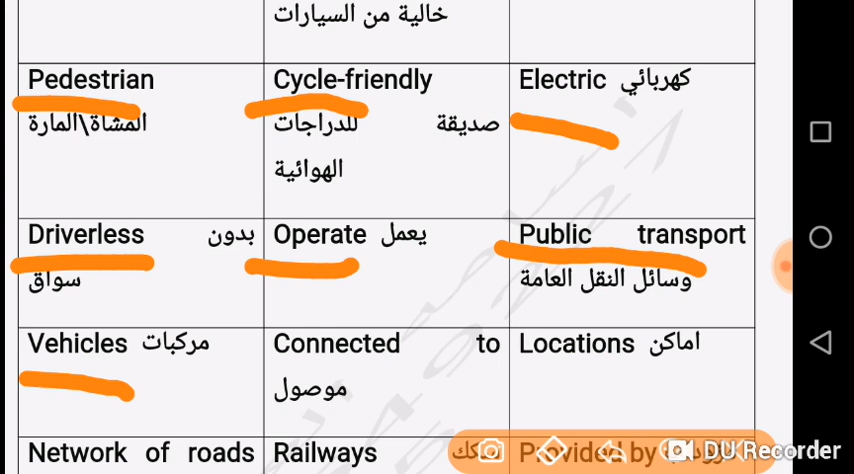 خالية من السيارات
Pedestrian
المشاة\المارة
Cycle-friendly
صديقة للدراجات
الهوائية
Electric كهربائي
Driverless بدون
سواق
Operate يعمل
Public transport
وسائل النقل العامة
Vehicles مركبات
Connected to
موصول
Locations اماكن
Network of roads
Railways
Provided by
DU Recorder